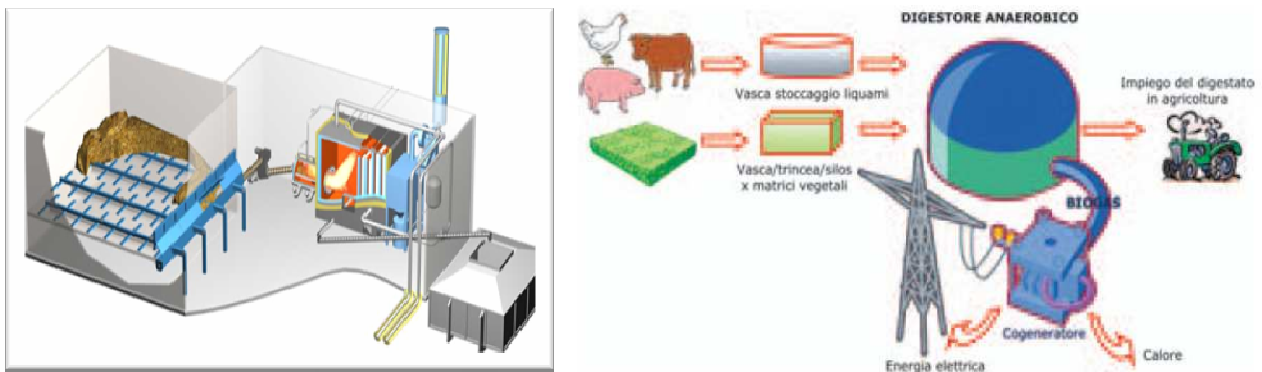 DIGESTORE ANAEROBICO
Vasca stoccaggio liquami
Impiego del digestato
in agricoltura
Vasca/trincea/silos
x matrici vegetali
BIOGAS
Cogeneratore
Energia elettrica
Calore